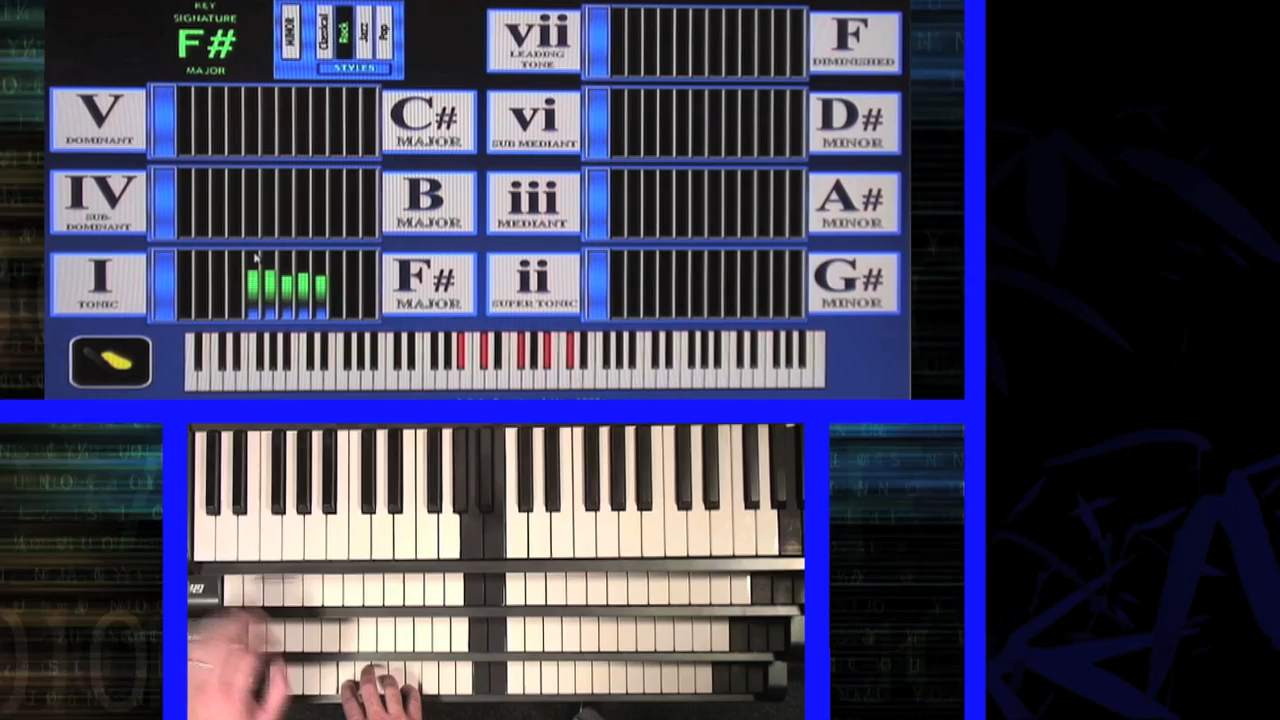 KEY
SIGNATURE
F#
MAJOR
MINOR
Classical
Rock
Jazz
Pop
STYLES
vii
LEADING
TONE
F
DIMINISHED
V
DOMINANT
C#
MAJOR
vi
SUB MEDIANT
D#
MINOR
IV
SUB-
DOMINANT
B
MAJOR
iii
MEDIANT
A#
MINOR
I
TONIC
F#
MAJOR
ii
SUPER TONIC
G#
MINOR